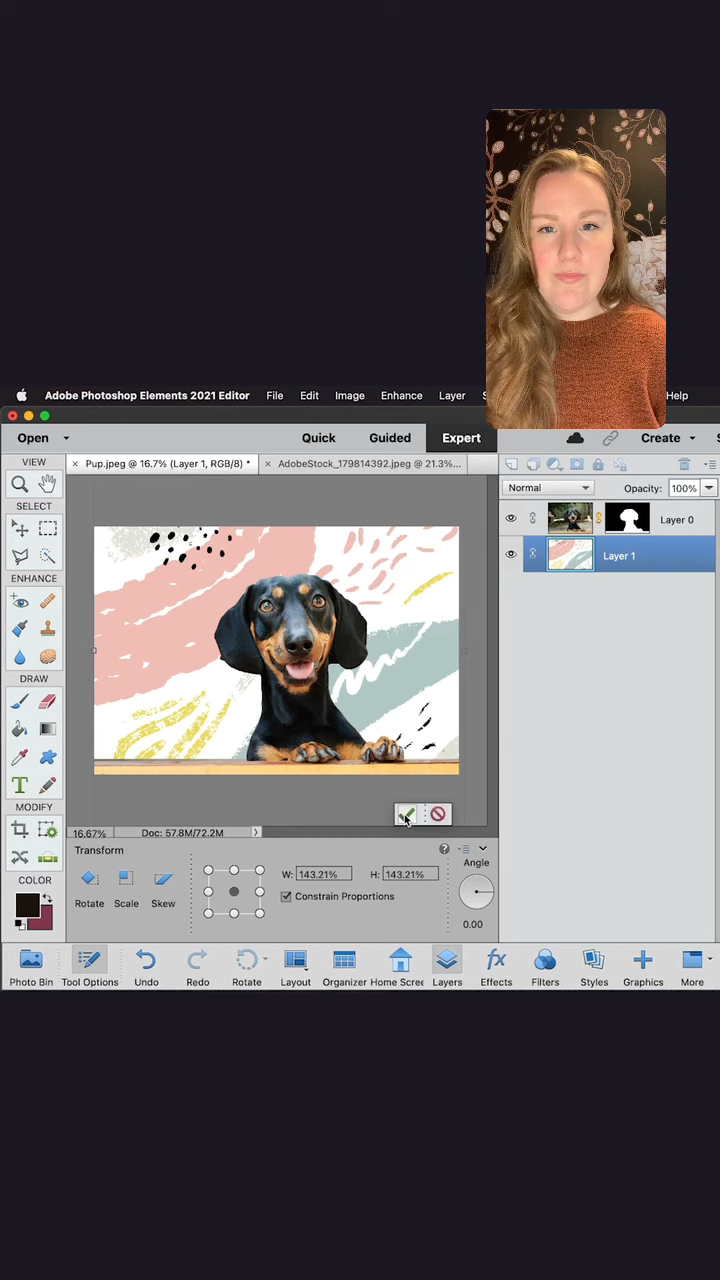 Adobe Photoshop Elements 2021 Editor File Edit Image Enhance Layer Help
Open Quick Guided Expert Create
VIEW
Pup.jpeg @ 16.7% (Layer 1, RGB/8) *
AdobeStock_179814392.jpeg @ 21.3%...
Normal Opacity: 100%
SELECT
Layer 0
Layer 1
ENHANCE
DRAW
MODIFY
COLOR
16.67% Doc: 57.8M/72.2M
Transform
Angle
W: 143.21% H: 143.21%
Constrain Proportions
Rotate Scale Skew
0.00
Photo Bin Tool Options Undo Redo Rotate Layout Organizer Home Scree Layers Effects Filters Styles Graphics More